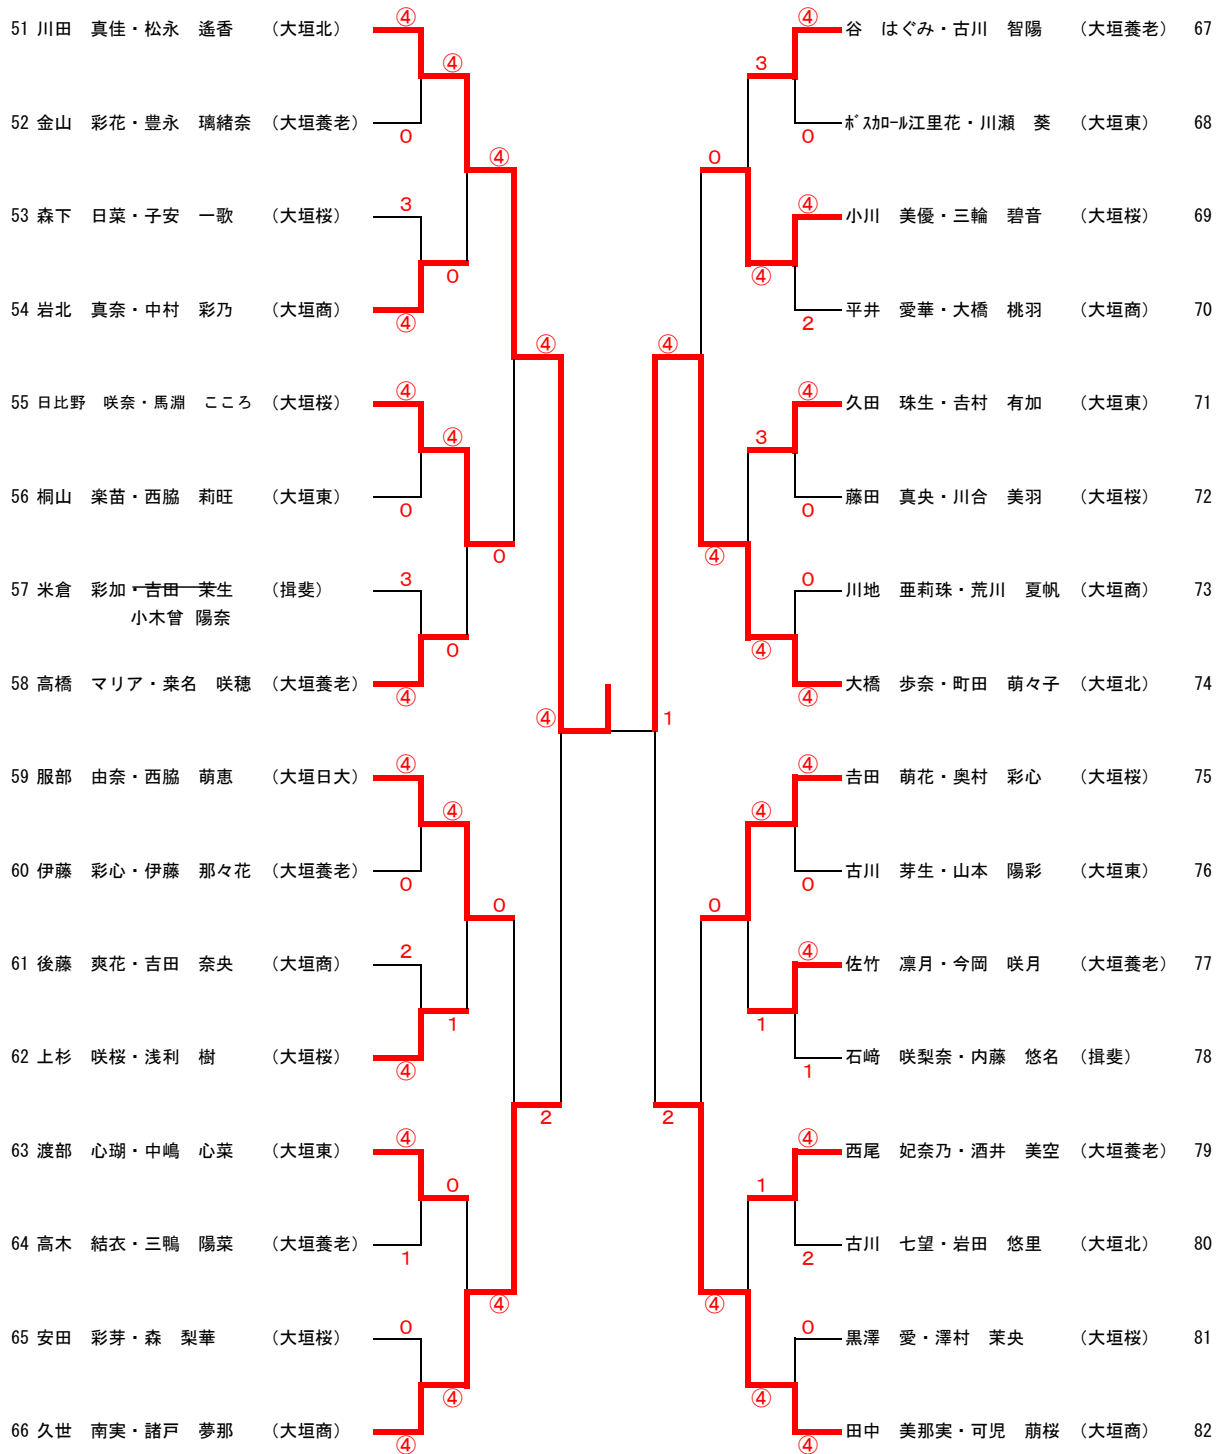 51 川田 真佳・松永 遙香 （大垣北）
52 金山 彩花・豊永 璃緒奈 （大垣養老）
53 森下 日菜・子安 一歌 （大垣桜）
54 岩北 真奈・中村 彩乃 （大垣商）
55 日比野 咲奈・馬淵 こころ （大垣桜）
56 桐山 楽苗・西脇 莉旺 （大垣東）
57 米倉 彩加・吉田 茉生 （揖斐）
小木曾 陽奈
58 高橋 マリア・桒名 咲穂 （大垣養老）
59 服部 由奈・西脇 萌恵 （大垣日大）
60 伊藤 彩心・伊藤 那々花 （大垣養老）
61 後藤 爽花・吉田 奈央 （大垣商）
62 上杉 咲桜・浅利 樹 （大垣桜）
63 渡部 心瑚・中嶋 心菜 （大垣東）
64 高木 結衣・三鴨 陽菜 （大垣養老）
65 安田 彩芽・森 梨華 （大垣桜）
66 久世 南実・諸戸 夢那 （大垣商）
④
④
0
④
3
0
④
④
④
④
0
0
3
0
④
④
④
④
0
0
2
1
④
2
④
0
1
④
0
④
④
谷 はぐみ・古川 智陽 （大垣養老） 67
ﾎﾞｽｶﾛｰﾙ江里花・川瀬 葵 （大垣東） 68
小川 美優・三輪 碧音 （大垣桜） 69
平井 愛華・大橋 桃羽 （大垣商） 70
久田 珠生・吉村 有加 （大垣東） 71
藤田 真央・川合 美羽 （大垣桜） 72
川地 亜莉珠・荒川 夏帆 （大垣商） 73
大橋 歩奈・町田 萌々子 （大垣北） 74
吉田 萌花・奥村 彩心 （大垣桜） 75
古川 芽生・山本 陽彩 （大垣東） 76
佐竹 凛月・今岡 咲月 （大垣養老） 77
石﨑 咲梨奈・内藤 悠名 （揖斐） 78
西尾 妃奈乃・酒井 美空 （大垣養老） 79
古川 七望・岩田 悠里 （大垣北） 80
黒澤 愛・澤村 茉央 （大垣桜） 81
田中 美那実・可児 萠桜 （大垣商） 82
④
3
0
0
④
④
2
④
④
3
0
④
0
④
④
1
④
④
0
0
④
1
1
2
④
1
2
④
0
④
④